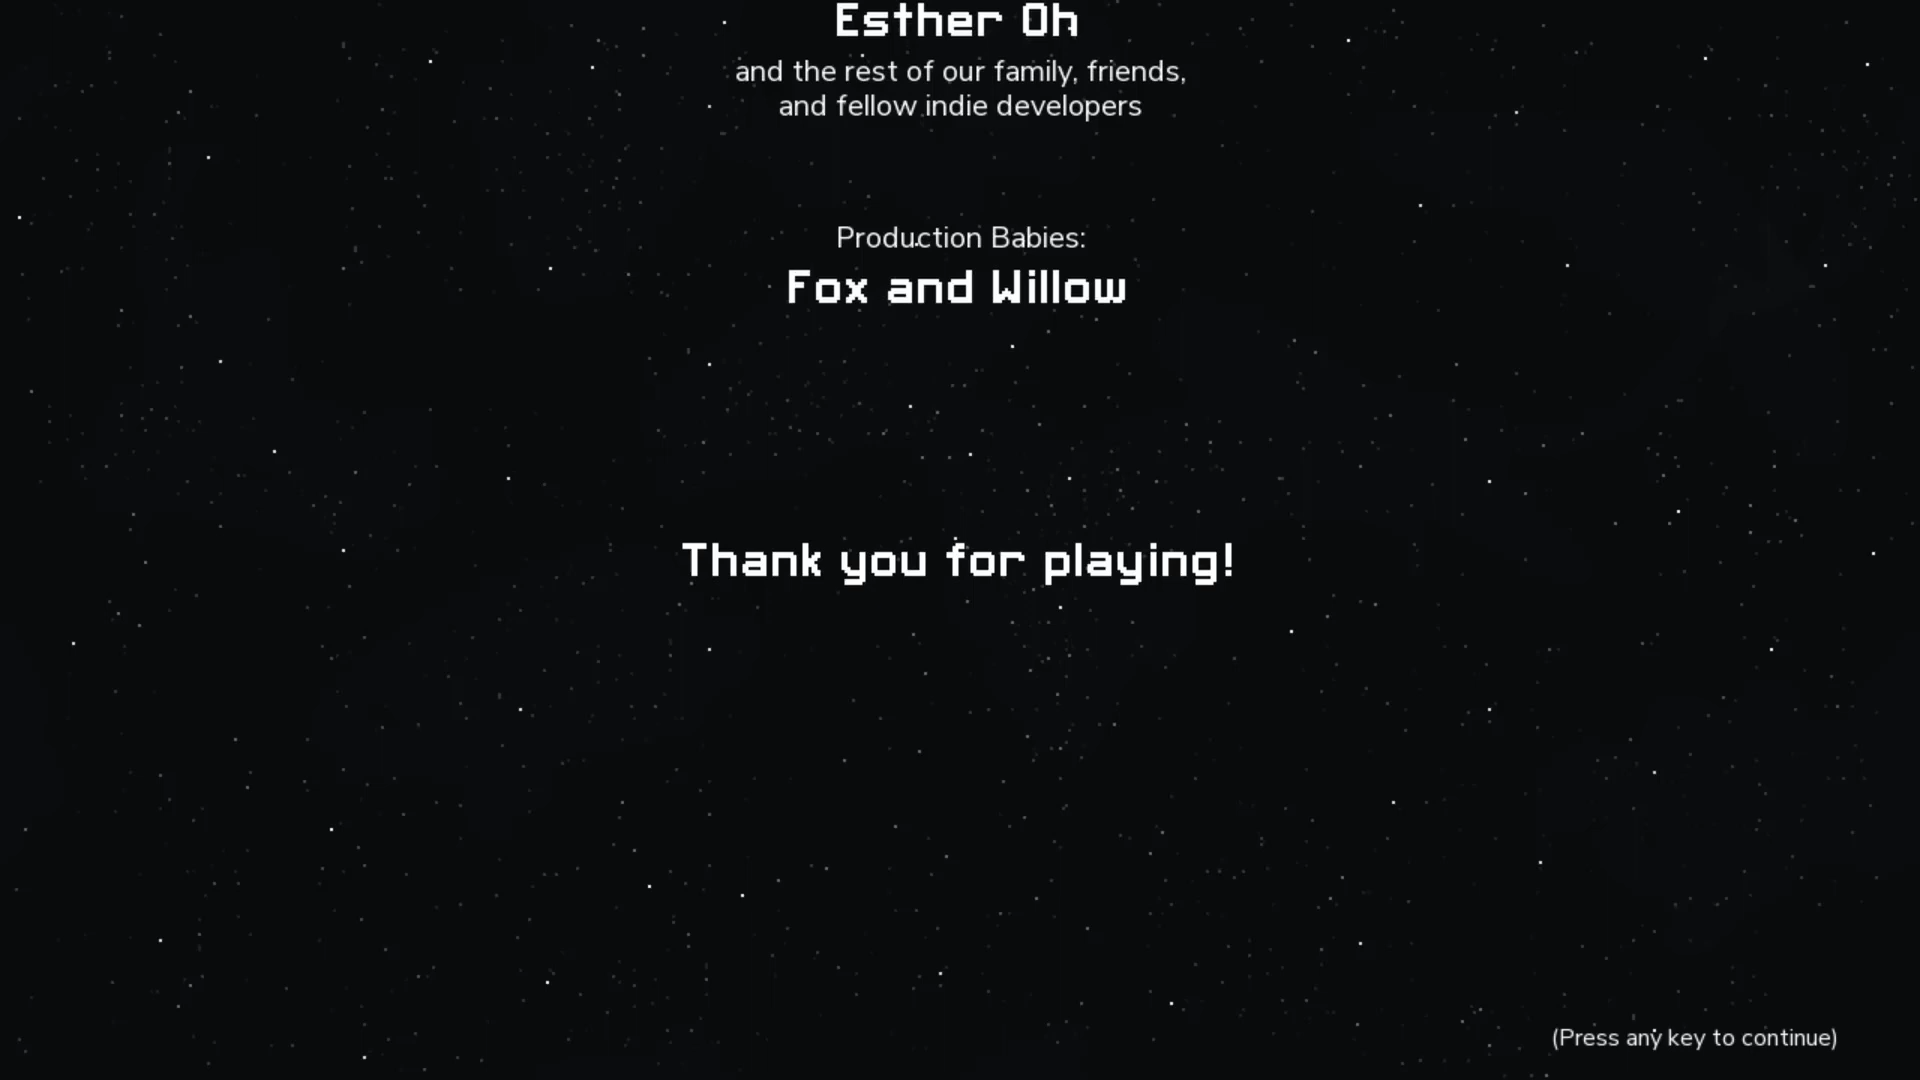 Esther Oh
and the rest of our family, friends,
and fellow indie developers
Production Babies:
Fox and Willow
Thank you for playing!
(Press any key to continue)